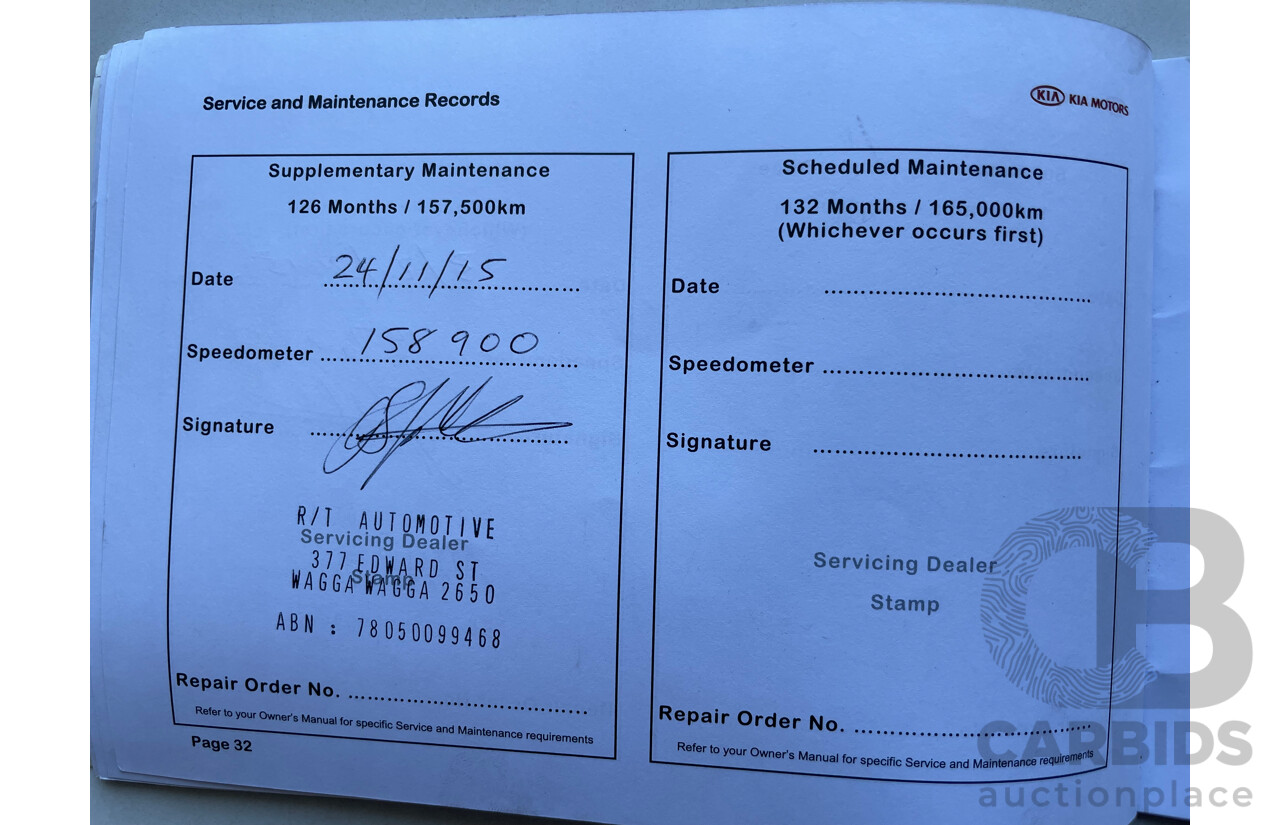 Service and Maintenance Records
KIA KIA MOTORS
Supplementary Maintenance
126 Months / 157,500km
Date 24/11/15
Speedometer 158 900
Signature
R/T AUTOMOTIVE
Servicing Dealer
377 EDWARD ST
Stamp
WAGGA WAGGA 2650
ABN : 78050099468
Repair Order No.
Refer to your Owner's Manual for specific Service and Maintenance requirements
Page 32
Scheduled Maintenance
132 Months / 165,000km
(Whichever occurs first)
Date
Speedometer
Signature
Servicing Dealer
Stamp
Repair Order No.
Refer to your Owner's Manual for specific Service and Maintenance requirements
CB
CARBIDS
auctionplace